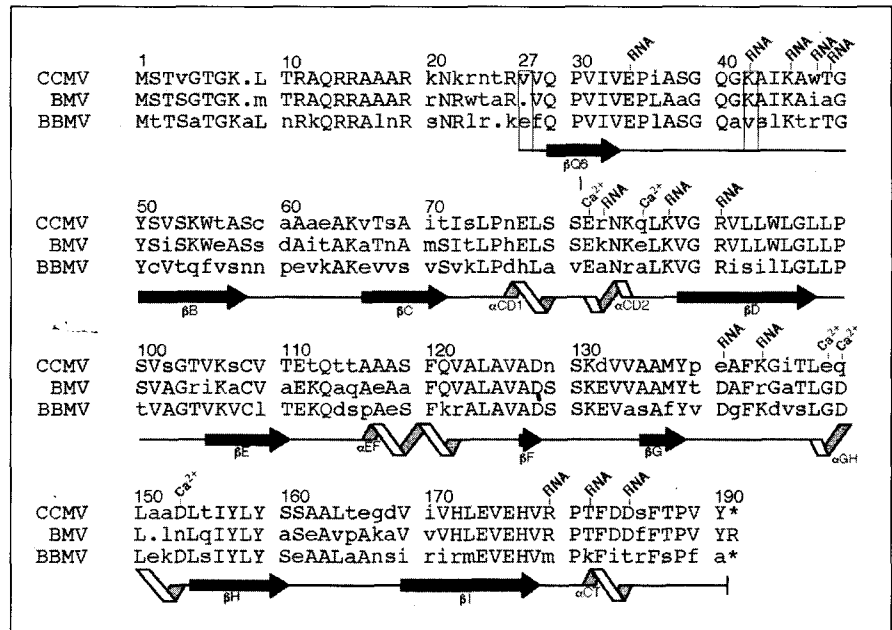 RNA RNA RNA RNA RNA
1 10 20 27 30 40
CCMV MSTvGTGK.L TRAQRRAAAR kNkrntRVVQ PVIVEPiASG QGKAIKAwTG
BMV MSTSGTGK.m TRAQRRAAAR rNRwtaR.VQ PVIVEPLAaG QGKAIKAiaG
BBMV MtTSaTGKaL nRkQRRAlnR sNRlr.kefQ PVIVEPlASG QavslKtrTG
βQ6
Ca²⁺ RNA Ca²⁺ RNA RNA
50 60 70 80 90
CCMV YSVSKWtASc aAaeAKvTsA itIsLPnELS SErNKqLKVG RVLLWLGLLP
BMV YSiSKWeASs dAitAKaTnA mSItLPhELS SEkNKeLKVG RVLLWLGLLP
BBMV YcVtqfvsnn pevkAKevvs vSvkLPdhLa vEaNraLKVG RisilLGLLP
βB βC αCD1 αCD2 βD
RNA RNA Ca²⁺ Ca²⁺
100 110 120 130
CCMV SVsGTVKsCV TEtQttAAAS FQVALAVADn SKdVVAAMYp eAFKGiTLeq
BMV SVAGriKaCV aEKQaqAeAa FQVALAVADS SKEVVAAMYt DAFrGaTLGD
BBMV tVAGTVKVCl TEKQdspAeS FkrALAVADS SKEVasAfYv DgFKdvsLGD
βE αEF βF βG αGH
Ca²⁺ RNA RNA RNA
150 160 170 190
CCMV LaaDLtIYLY SSAALtegdV iVHLEVEHVR PTFDDsFTPV Y*
BMV L.lnLqIYLY aSeAvpAkaV vVHLEVEHVR PTFDDfFTPV YR
BBMV LekDLsIYLY SeAALaAnsi rirmEVEHVm PkFitrFsPf a*
βH βI αCT